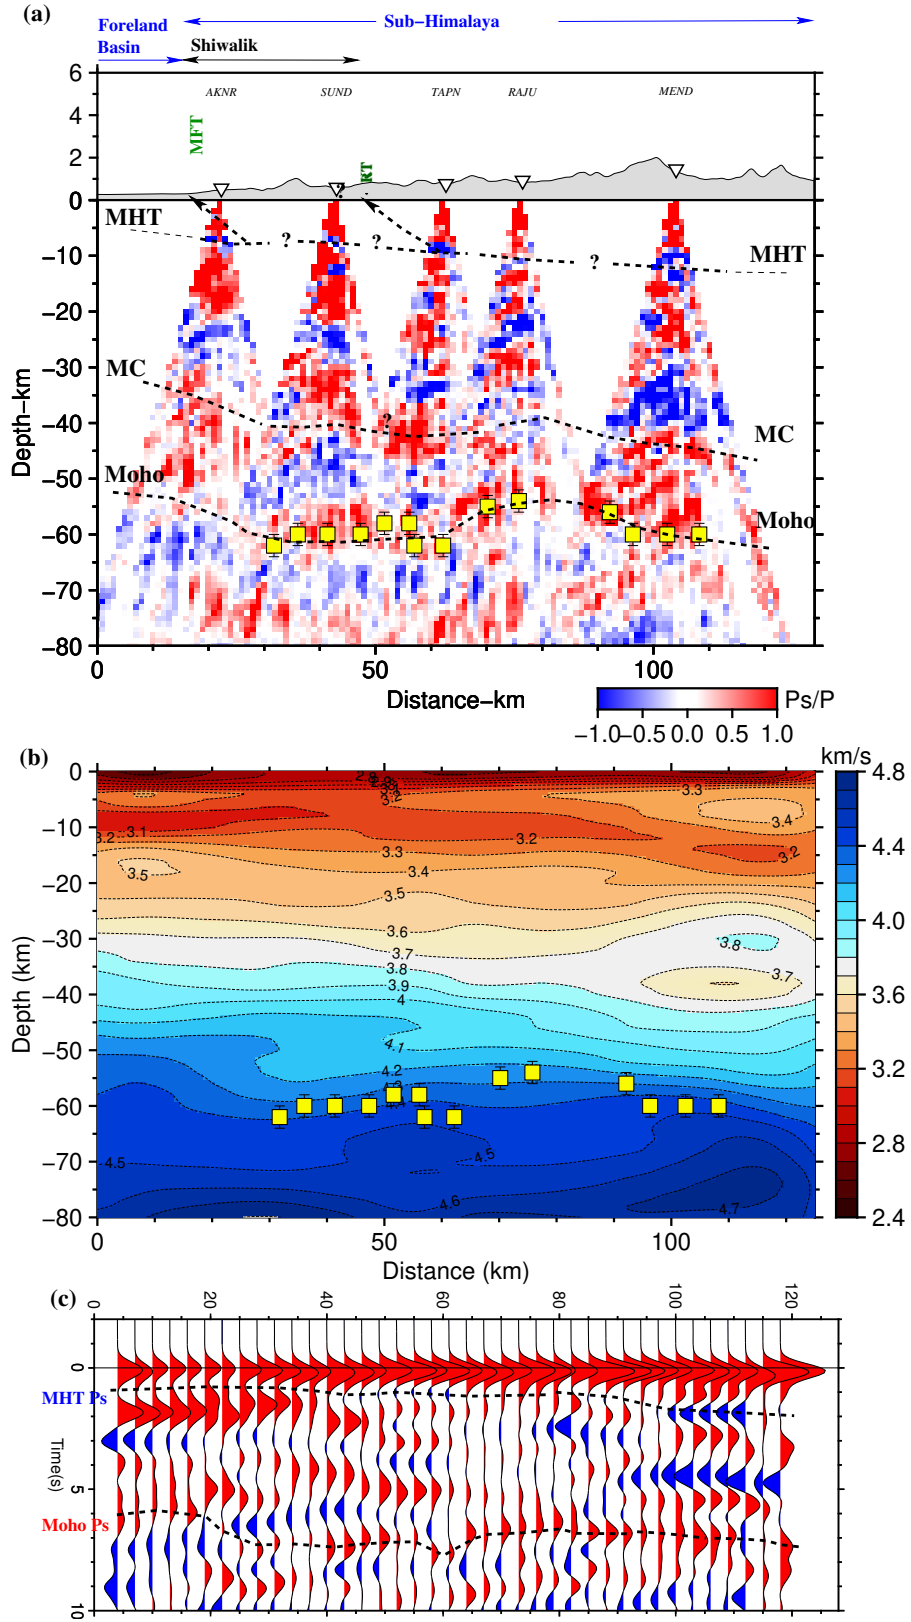 (a)
Sub−Himalaya
Foreland
Basin
Shiwalik
6
4
2
0
−10
−20
−30
−40
−50
−60
−70
−80
Depth−km
AKNR
SUND
TAPN
RAJU
MEND
MFT
MHT
?
?
?
MHT
MC
?
MC
Moho
Moho
0
50
100
Distance−km
Ps/P
−1.0
−0.5
0.0
0.5
1.0
(b)
km/s
0
−10
−20
−30
−40
−50
−60
−70
−80
Depth (km)
3.2
3.3
3.4
3.2
3.1
3.2
3.3
3.2
3.5
3.4
3.5
3.6
3.7
3.8
3.8
3.9
3.7
4
4.1
4.2
4.5
4.5
4.6
4.7
4.8
4.4
4.0
3.6
3.2
2.8
2.4
0
50
100
Distance (km)
(c)
0
20
40
60
80
100
120
0
MHT Ps
Time(s)
5
Moho Ps
10